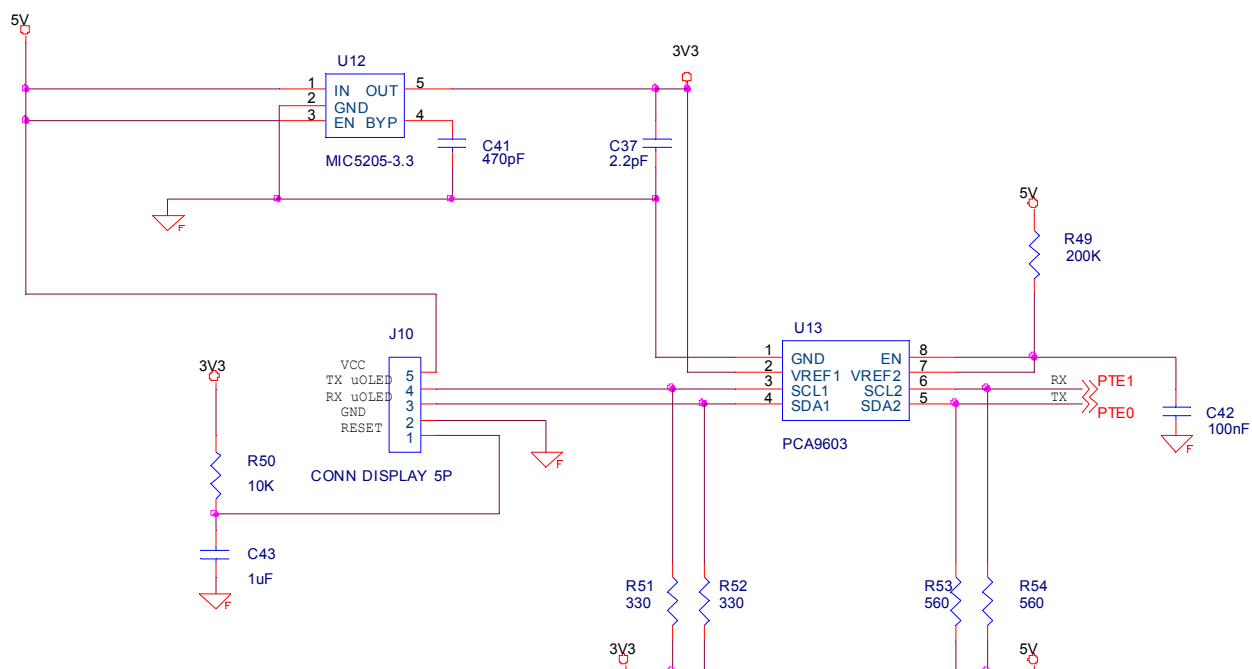 5V
U12
3V3
1 IN OUT 5
2 GND
3 EN BYP 4
MIC5205-3.3
C41
470pF
C37
2.2pF
F
5V
R49
200K
J10
U13
3V3
VCC
TX uOLED
RX uOLED
GND
RESET
5
4
3
2
1
CONN DISPLAY 5P
F
1 GND EN 8
2 VREF1 VREF2 7
3 SCL1 SCL2 6
4 SDA1 SDA2 5
PCA9603
RX PTE1
TX PTE0
C42
100nF
F
R50
10K
C43
1uF
F
R51
330
R52
330
R53
560
R54
560
3V3
5V